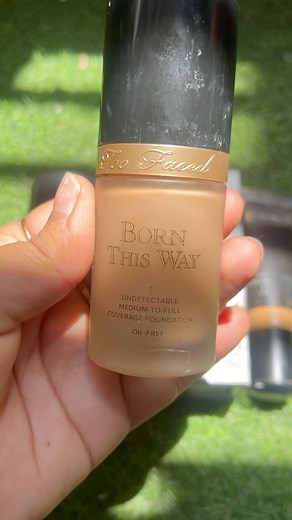 Too Faced
BORN
THIS WAY
UNDETECTABLE
MEDIUM-TO-FULL
COVERAGE FOUNDATION
OIL-FREE